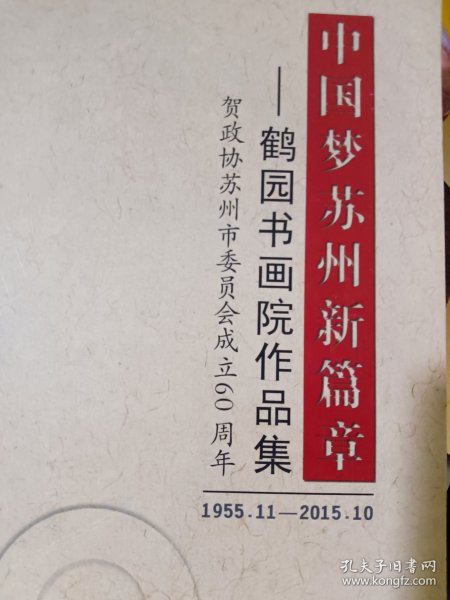 中国梦苏州新篇章
—鹤园书画院作品集
贺政协苏州市委员会成立60周年
1955.11—2015.10
孔夫子旧书网
www.kongfz.com